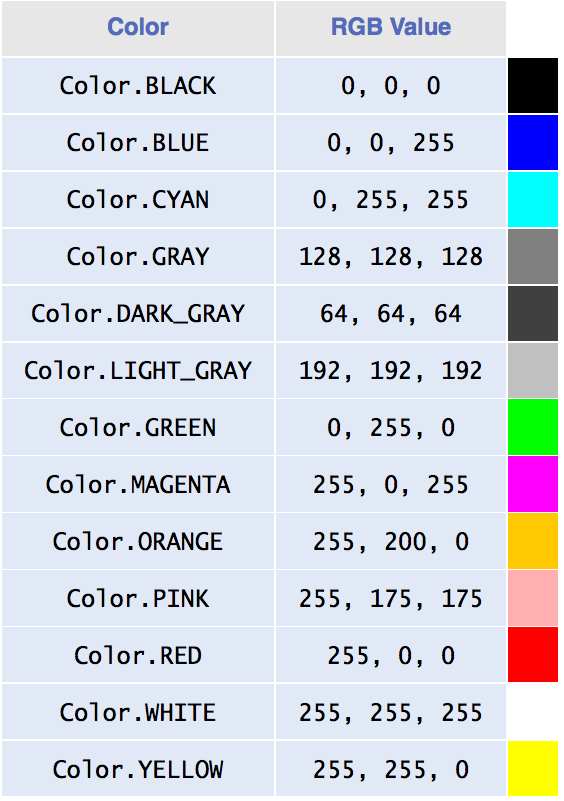 Color RGB Value
Color.BLACK 0, 0, 0
Color.BLUE 0, 0, 255
Color.CYAN 0, 255, 255
Color.GRAY 128, 128, 128
Color.DARK_GRAY 64, 64, 64
Color.LIGHT_GRAY 192, 192, 192
Color.GREEN 0, 255, 0
Color.MAGENTA 255, 0, 255
Color.ORANGE 255, 200, 0
Color.PINK 255, 175, 175
Color.RED 255, 0, 0
Color.WHITE 255, 255, 255
Color.YELLOW 255, 255, 0